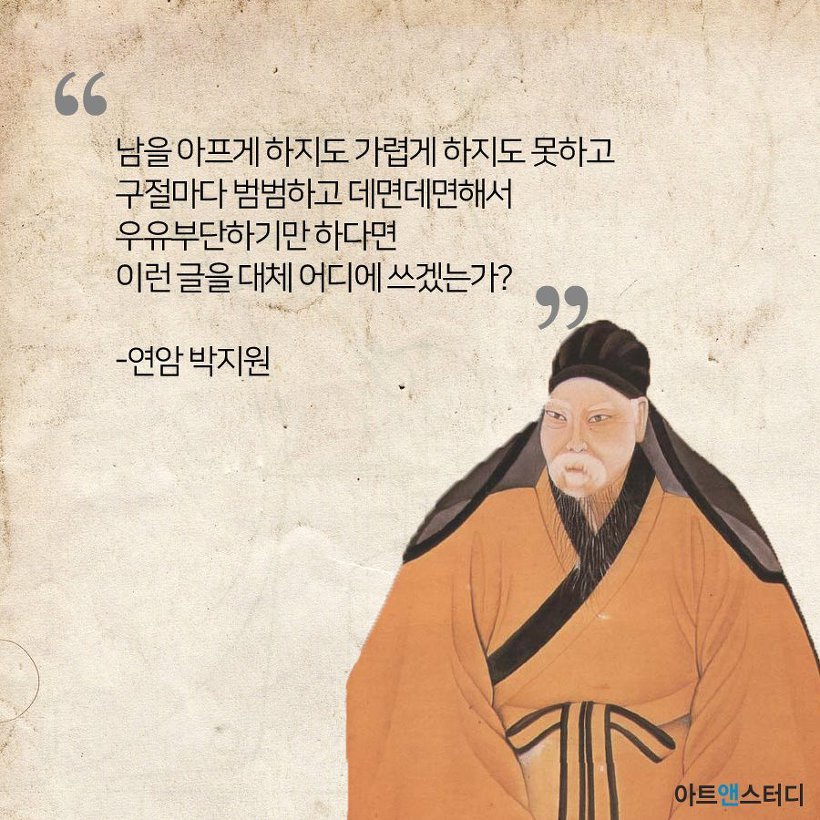 “
남을 아프게 하지도 가렵게 하지도 못하고
구절마다 범범하고 데면데면해서
우유부단하기만 하다면
이런 글을 대체 어디에 쓰겠는가?
”
-연암 박지원
아트앤스터디